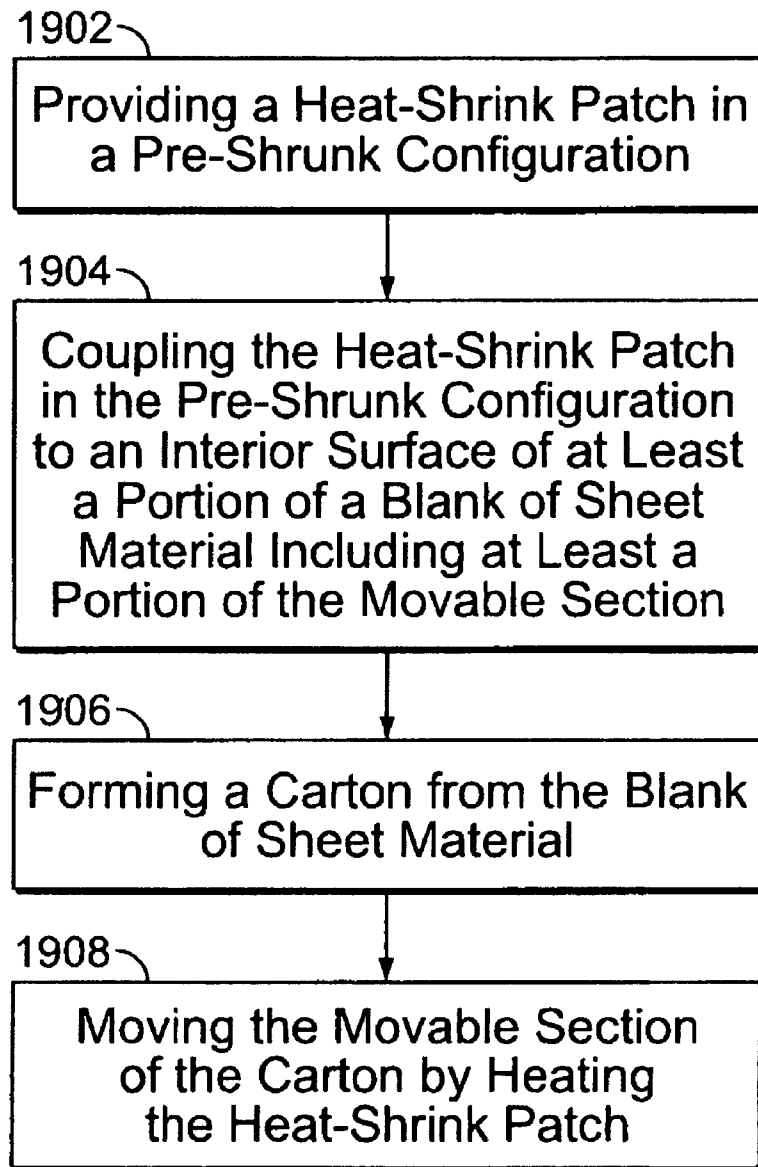 1902
Providing a Heat-Shrink Patch in
a Pre-Shrunk Configuration
1904
Coupling the Heat-Shrink Patch
in the Pre-Shrunk Configuration
to an Interior Surface of at Least
a Portion of a Blank of Sheet
Material Including at Least a
Portion of the Movable Section
1906
Forming a Carton from the Blank
of Sheet Material
1908
Moving the Movable Section
of the Carton by Heating
the Heat-Shrink Patch